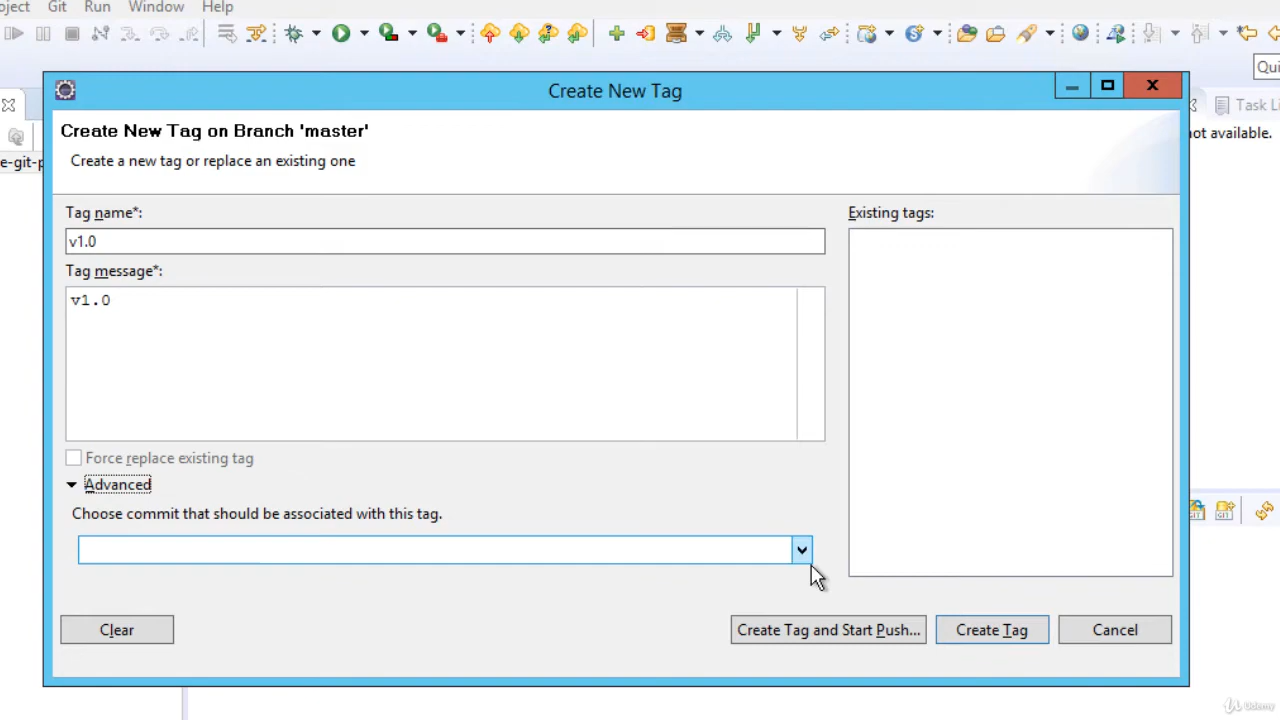 oject Git Run Window Help
Qui
Create New Tag
Task Li
Create New Tag on Branch 'master'
ot available.
Create a new tag or replace an existing one
e-git-p
Tag name*:
Existing tags:
v1.0
Tag message*:
v1.0
Force replace existing tag
Advanced
Choose commit that should be associated with this tag.
Clear
Create Tag and Start Push...
Create Tag
Cancel
Udemy